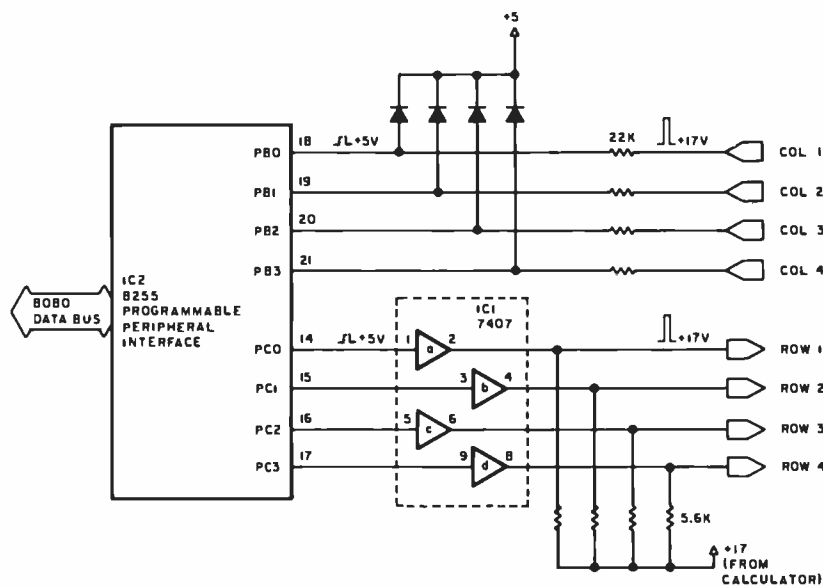 +5
PB0 18 ⎍+5V 22K +17V COL 1
PB1 19 COL 2
PB2 20 COL 3
PB3 21 COL 4
8080
DATA BUS
IC2
8255
PROGRAMMABLE
PERIPHERAL
INTERFACE
IC1
7407
PC0 14 +5V 1 a 2 +17V ROW 1
PC1 15 3 b 4 ROW 2
PC2 16 5 c 6 ROW 3
PC3 17 9 d 8 ROW 4
5.6K
+17
(FROM
CALCULATOR)